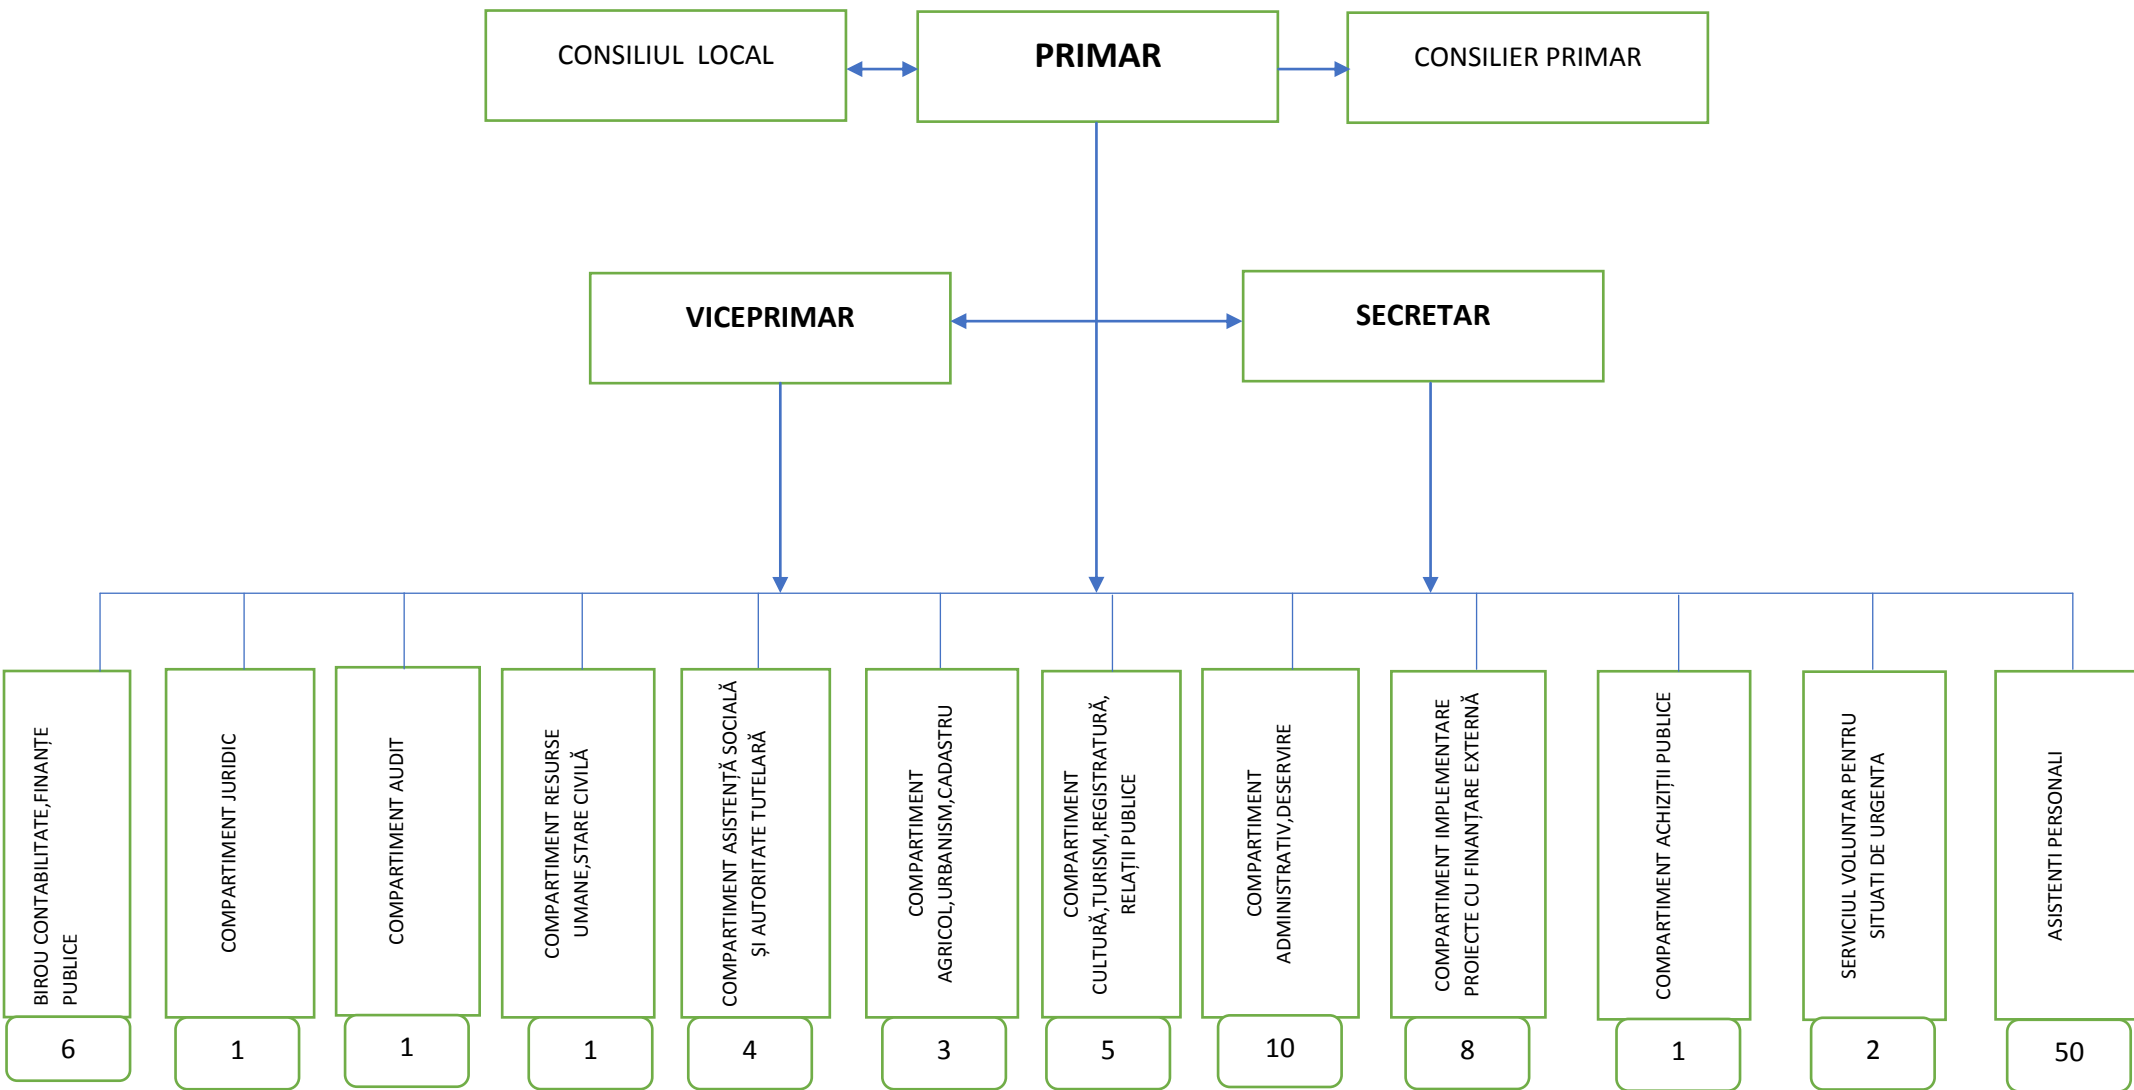 CONSILIUL  LOCAL
PRIMAR
CONSILIER PRIMAR
VICEPRIMAR
SECRETAR
BIROU CONTABILITATE,FINANȚE
PUBLICE
COMPARTIMENT JURIDIC
COMPARTIMENT AUDIT
COMPARTIMENT RESURSE
UMANE,STARE CIVILĂ
COMPARTIMENT ASISTENȚĂ SOCIALĂ
ȘI AUTORITATE TUTELARĂ
COMPARTIMENT
AGRICOL,URBANISM,CADASTRU
COMPARTIMENT
CULTURĂ,TURISM,REGISTRATURĂ,
RELAȚII PUBLICE
COMPARTIMENT
ADMINISTRATIV,DESERVIRE
COMPARTIMENT IMPLEMENTARE
PROIECTE CU FINANȚARE EXTERNĂ
COMPARTIMENT ACHIZIȚII PUBLICE
SERVICIUL VOLUNTAR PENTRU
SITUATI DE URGENTA
ASISTENTI PERSONALI
6
1
1
1
4
3
5
10
8
1
2
50